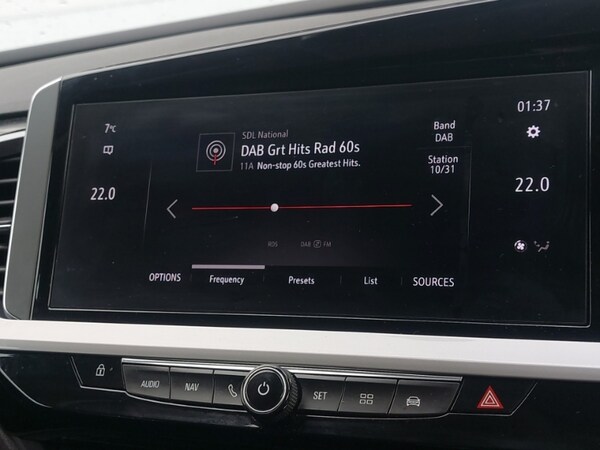 7°C
22.0
SDL National
DAB Grt Hits Rad 60s
11A Non-stop 60s Greatest Hits.
Band
DAB
Station
10/31
01:37
22.0
RDS
DAB FM
OPTIONS
Frequency
Presets
List
SOURCES
AUDIO
NAV
SET